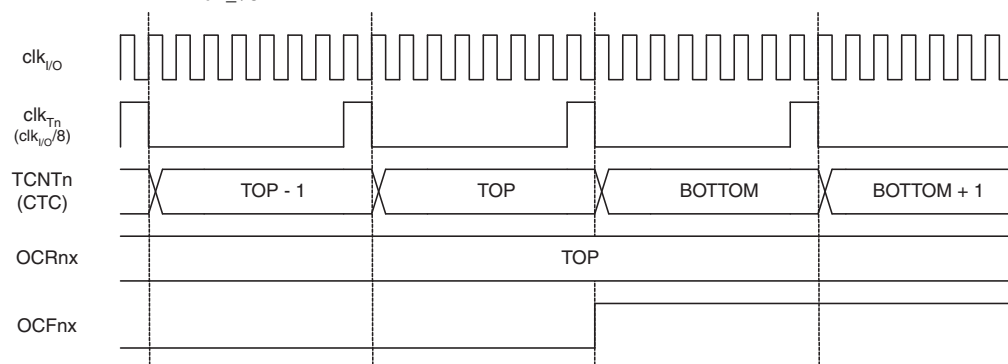 clkI/O
clkTn
(clkI/O/8)
TCNTn
(CTC)
TOP - 1
TOP
BOTTOM
BOTTOM + 1
OCRnx
TOP
OCFnx